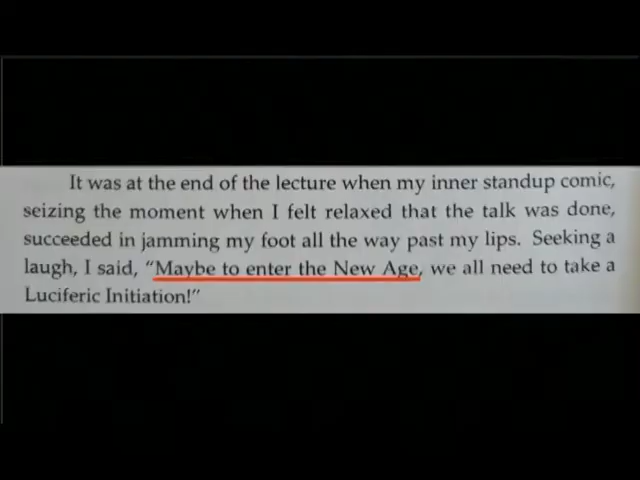 It was at the end of the lecture when my inner standup comic,
seizing the moment when I felt relaxed that the talk was done,
succeeded in jamming my foot all the way past my lips. Seeking a
laugh, I said, “Maybe to enter the New Age, we all need to take a
Luciferic Initiation!”